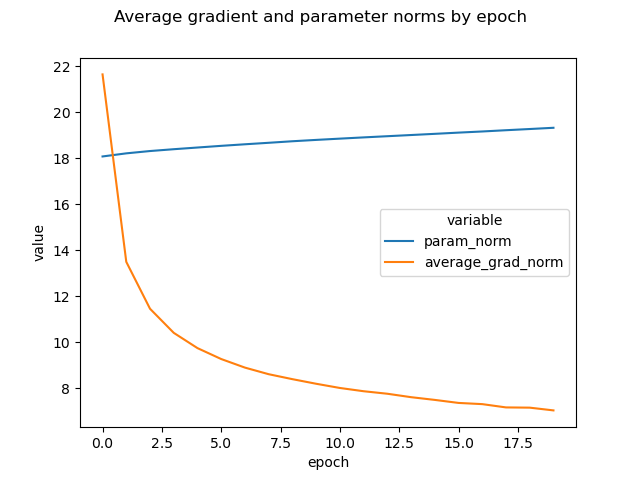 Average gradient and parameter norms by epoch
22
20
18
16
14
12
10
8
value
variable
param_norm
average_grad_norm
0.0 2.5 5.0 7.5 10.0 12.5 15.0 17.5
epoch